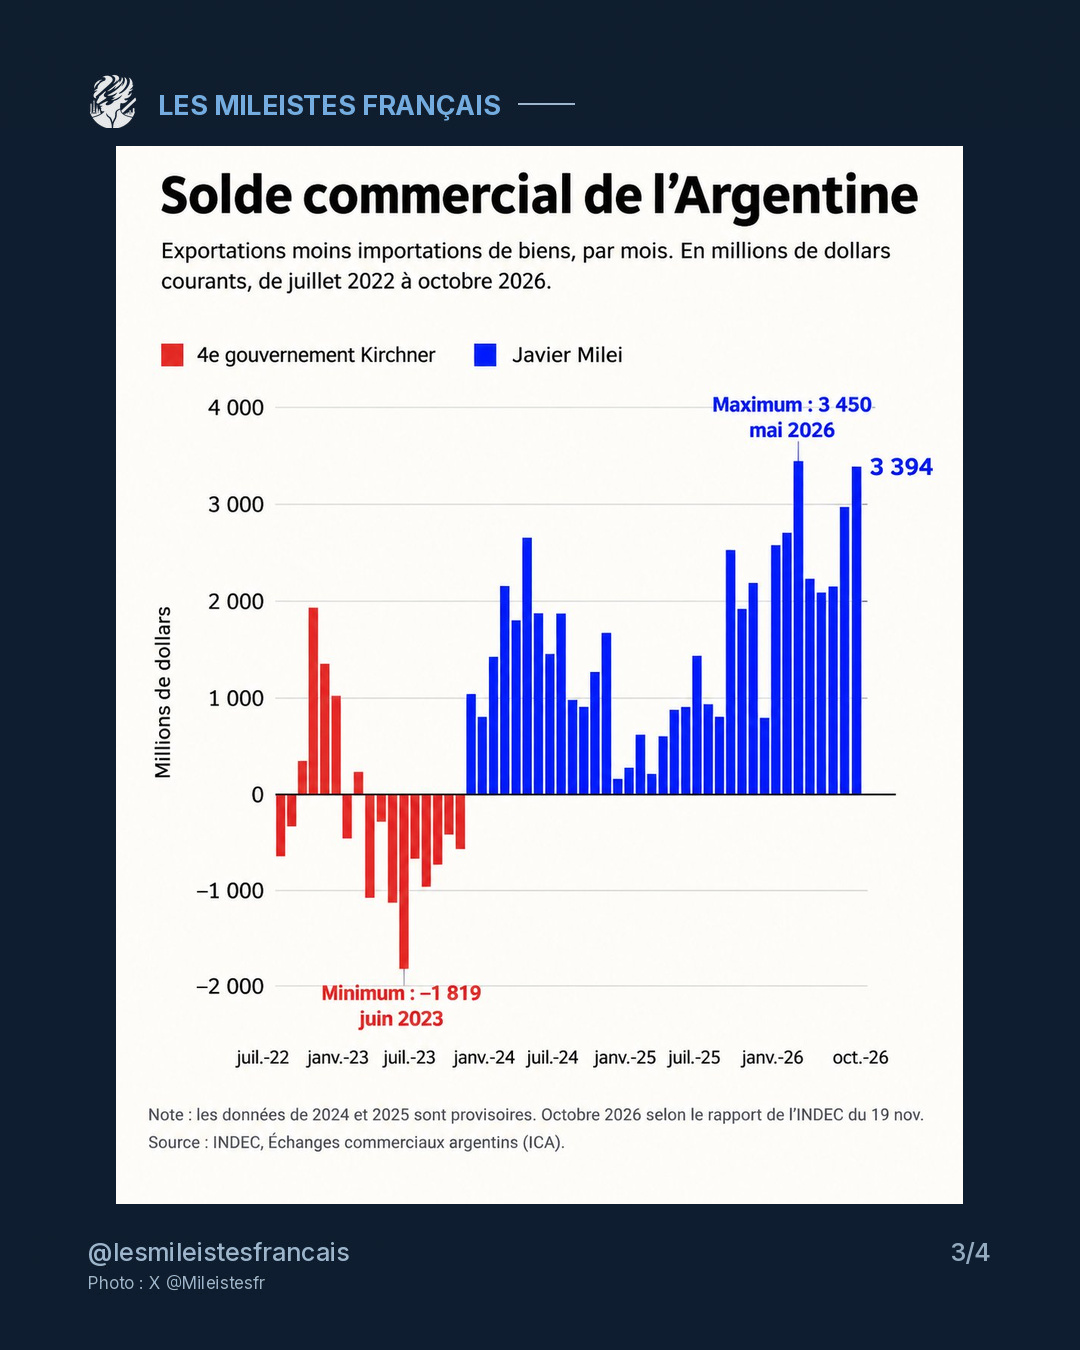 LES MILEISTES FRANÇAIS
Solde commercial de l’Argentine
Exportations moins importations de biens, par mois. En millions de dollars
courants, de juillet 2022 à octobre 2026.
4e gouvernement Kirchner
Javier Milei
Maximum : 3 450
mai 2026
3 394
4 000
3 000
2 000
1 000
0
–1 000
–2 000
Millions de dollars
Minimum : –1 819
juin 2023
juil.-22 janv.-23 juil.-23 janv.-24 juil.-24 janv.-25 juil.-25 janv.-26 oct.-26
Note : les données de 2024 et 2025 sont provisoires. Octobre 2026 selon le rapport de l’INDEC du 19 nov.
Source : INDEC, Échanges commerciaux argentins (ICA).
@lesmileistesfrancais
3/4
Photo : X @Mileistesfr